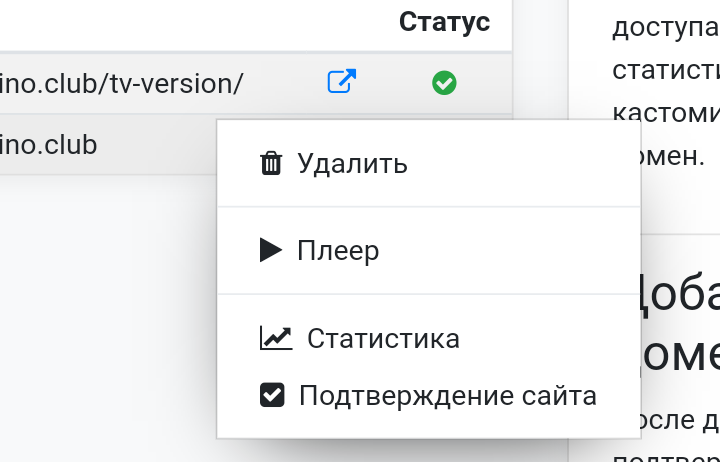 Статус
ino.club/tv-version/
ino.club
Удалить
Плеер
Статистика
Подтверждение сайта
доступа
статисти
кастоми
омен.
Доба
доме
осле д